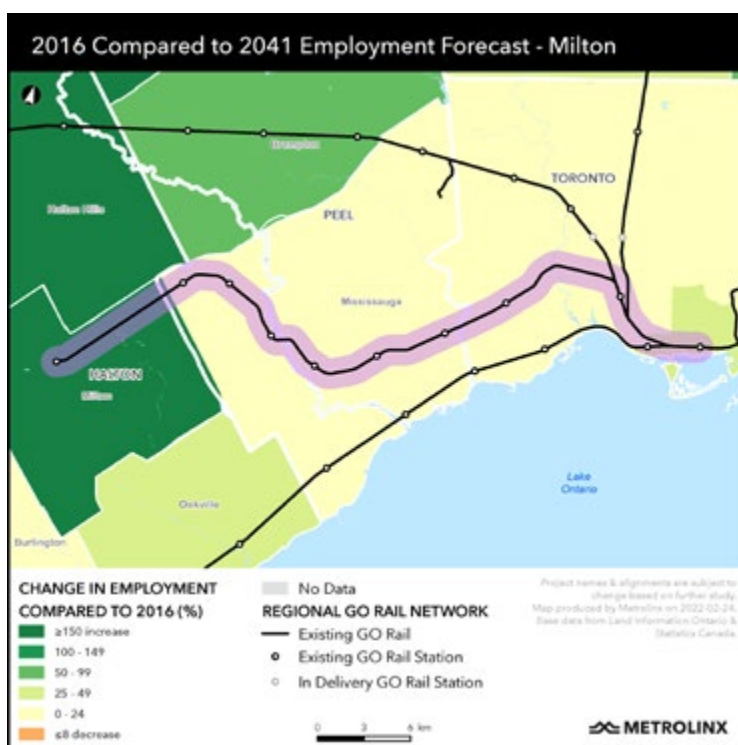 2016 Compared to 2041 Employment Forecast - Milton
Brampton
TORONTO
Halton Hills
PEEL
Mississauga
HALTON
Milton
Lake
Ontario
Oakville
Burlington
CHANGE IN EMPLOYMENT
COMPARED TO 2016 (%)
≥150 increase
100 - 149
50 - 99
25 - 49
0 - 24
≤8 decrease
No Data
REGIONAL GO RAIL NETWORK
Existing GO Rail
Existing GO Rail Station
In Delivery GO Rail Station
0 3 6 km
Project names & alignments are subject to
change based on further study.
Map produced by Metrolinx on 2022-02-24.
Base data from Land Information Ontario &
Statistics Canada.
METROLINX